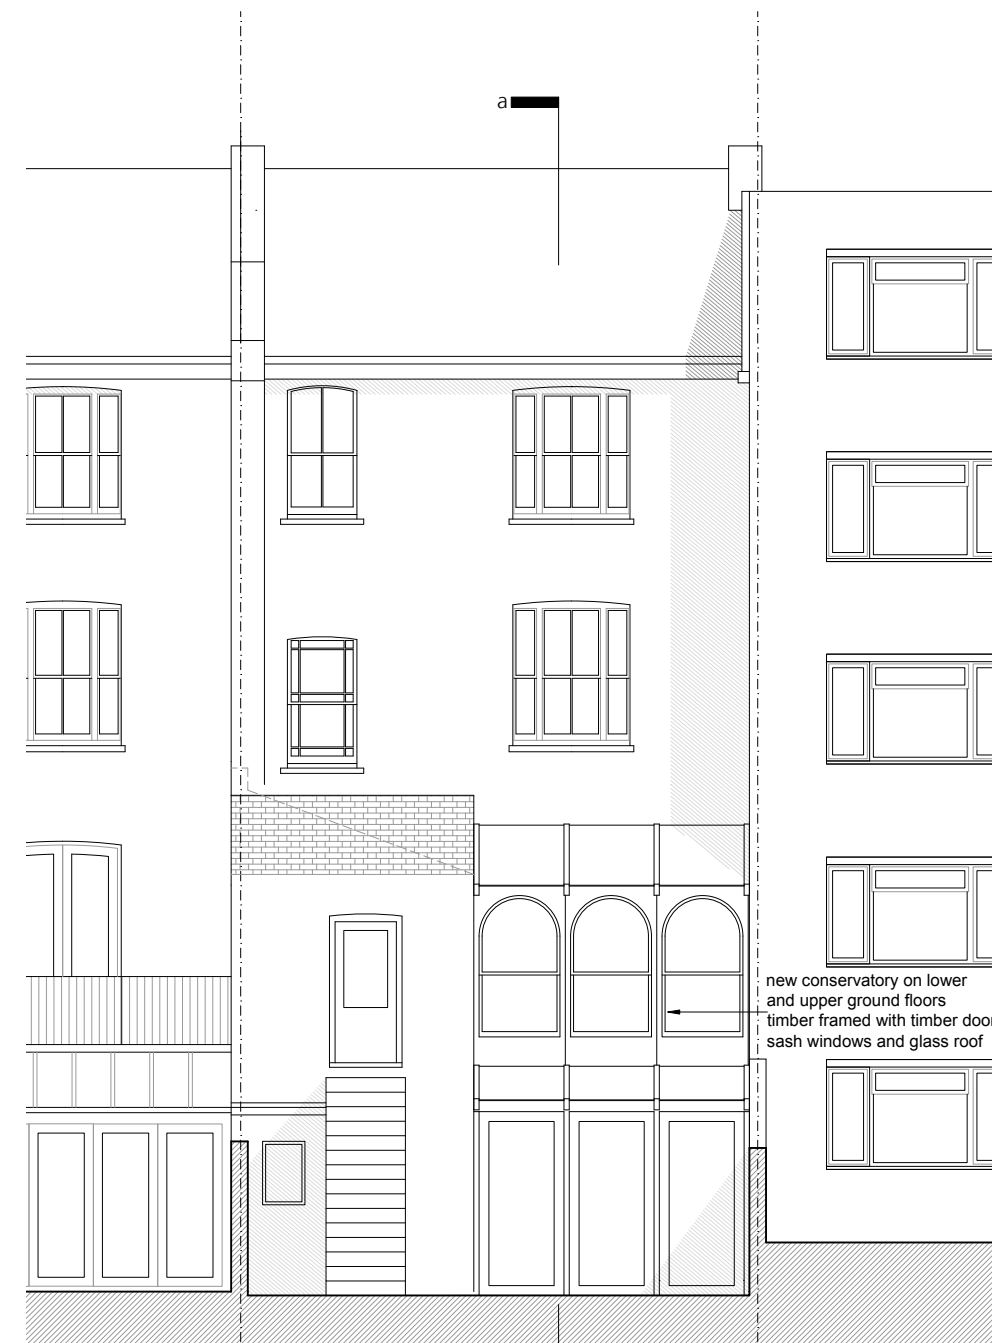 a
new conservatory on lower
and upper ground floors
timber framed with timber door
sash windows and glass roof